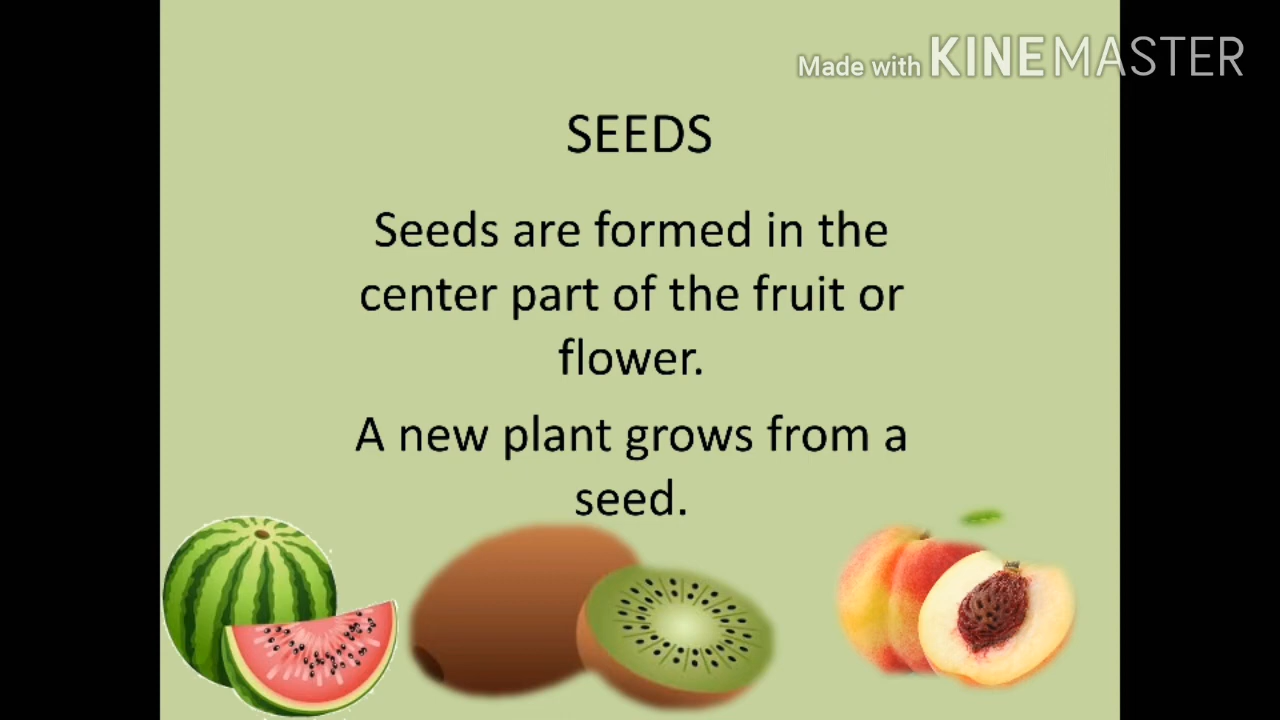 Made with KINEMASTER
SEEDS
Seeds are formed in the
center part of the fruit or
flower.
A new plant grows from a
seed.